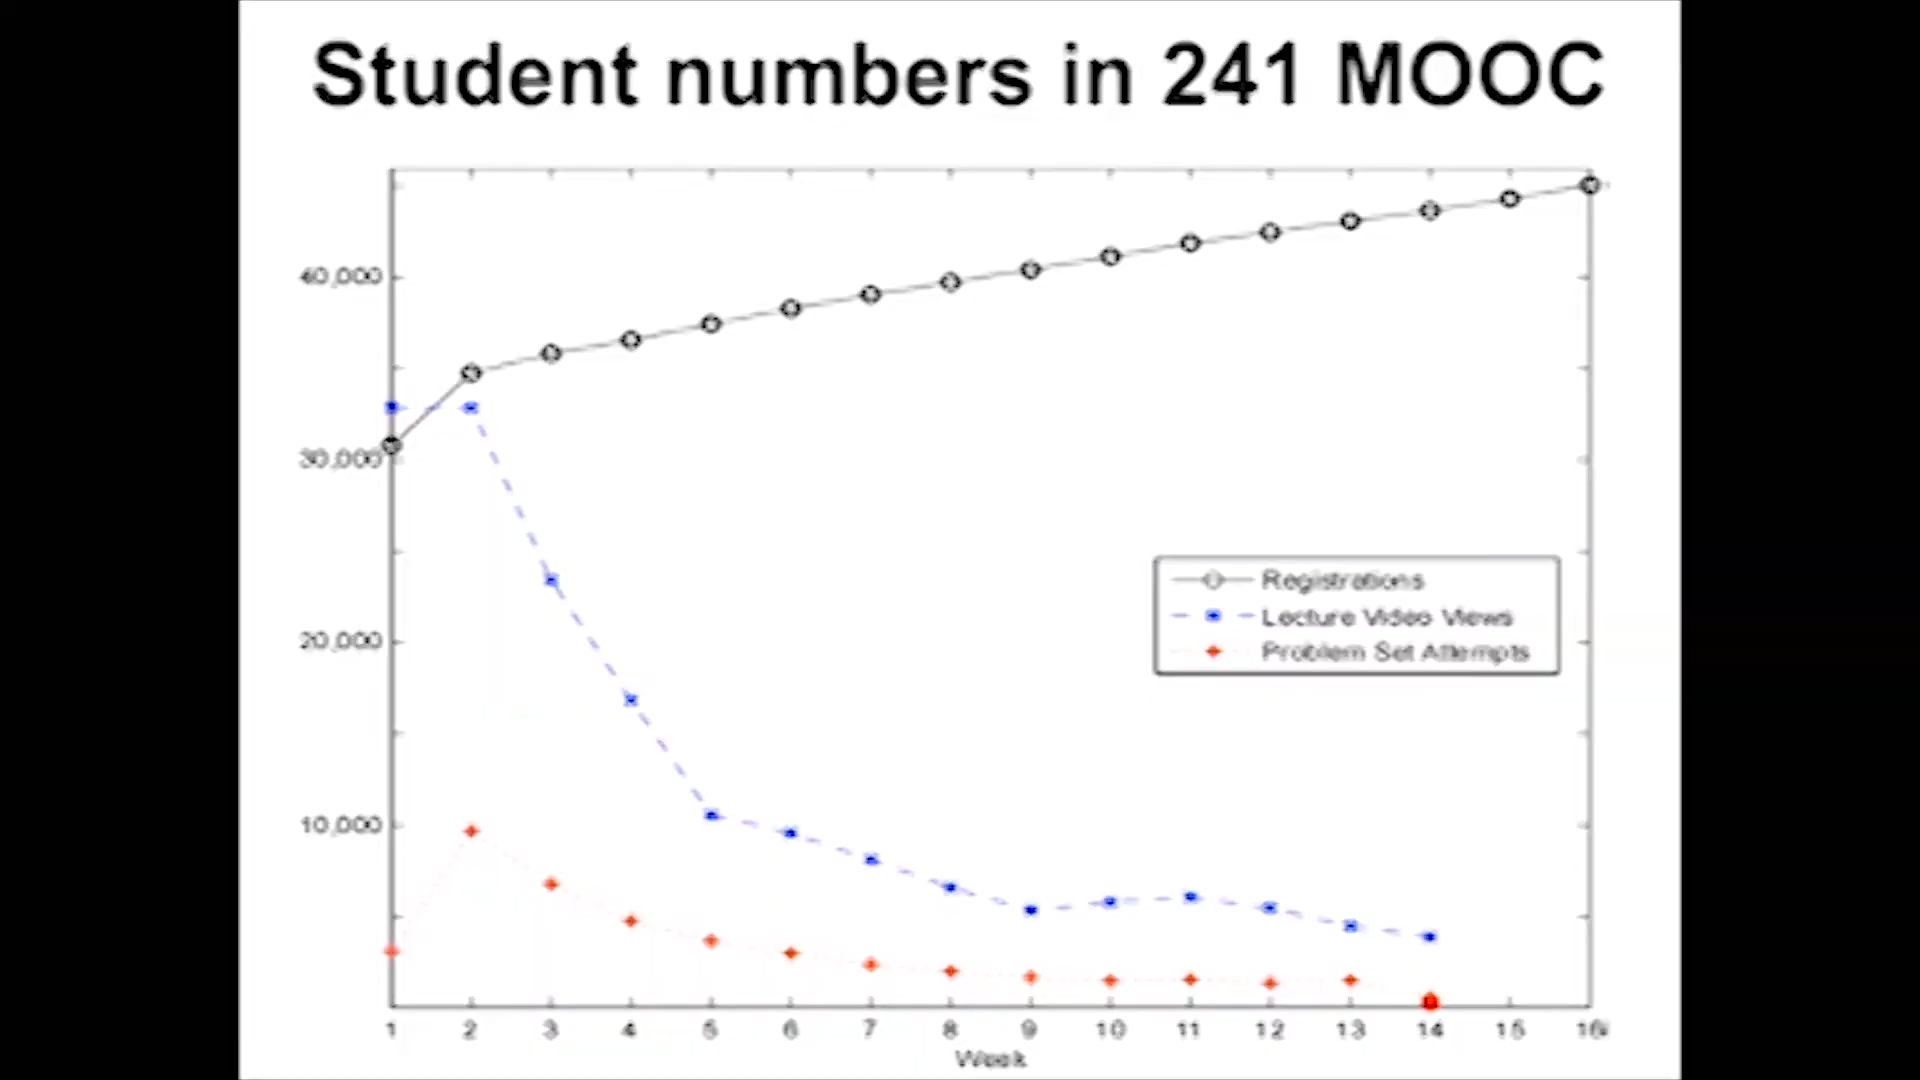 Student numbers in 241 MOOC
40,000
30,000
20,000
10,000
Registrations
Lecture Video Views
Problem Set Attempts
1 2 3 4 5 6 7 8 9 10 11 12 13 14 15 16
Week